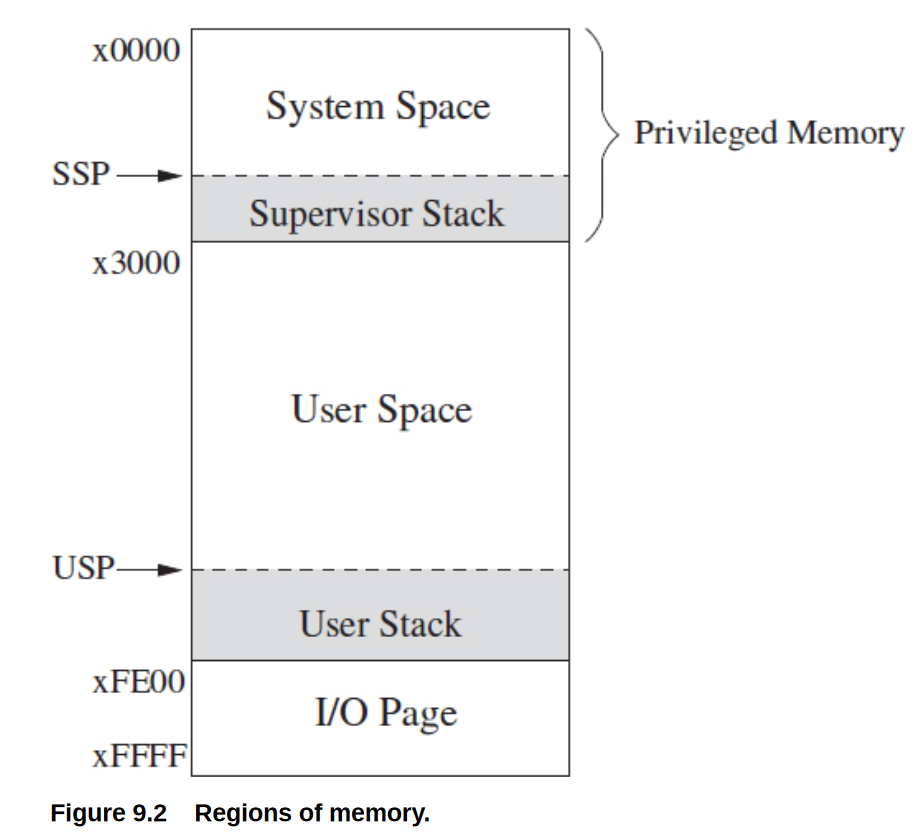 x0000
System Space
Privileged Memory
SSP
Supervisor Stack
x3000
User Space
USP
User Stack
xFE00
I/O Page
xFFFF
Figure 9.2 Regions of memory.